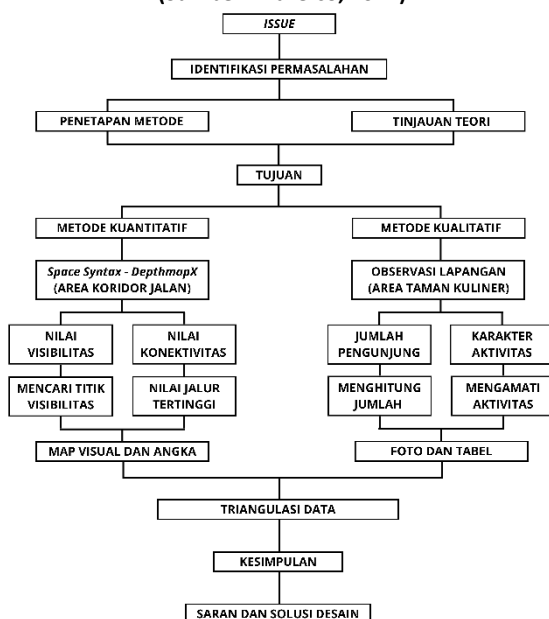 ISSUE
IDENTIFIKASI PERMASALAHAN
PENETAPAN METODE
TINJAUAN TEORI
TUJUAN
METODE KUANTITATIF
METODE KUALITATIF
Space Syntax - DepthmapX
(AREA KORIDOR JALAN)
OBSERVASI LAPANGAN
(AREA TAMAN KULINER)
NILAI
VISIBILITAS
NILAI
KONEKTIVITAS
JUMLAH
PENGUNJUNG
KARAKTER
AKTIVITAS
MENCARI TITIK
VISIBILITAS
NILAI JALUR
TERTINGGI
MENGHITUNG
JUMLAH
MENGAMATI
AKTIVITAS
MAP VISUAL DAN ANGKA
FOTO DAN TABEL
TRIANGULASI DATA
KESIMPULAN
SARAN DAN SOLUSI DESAIN